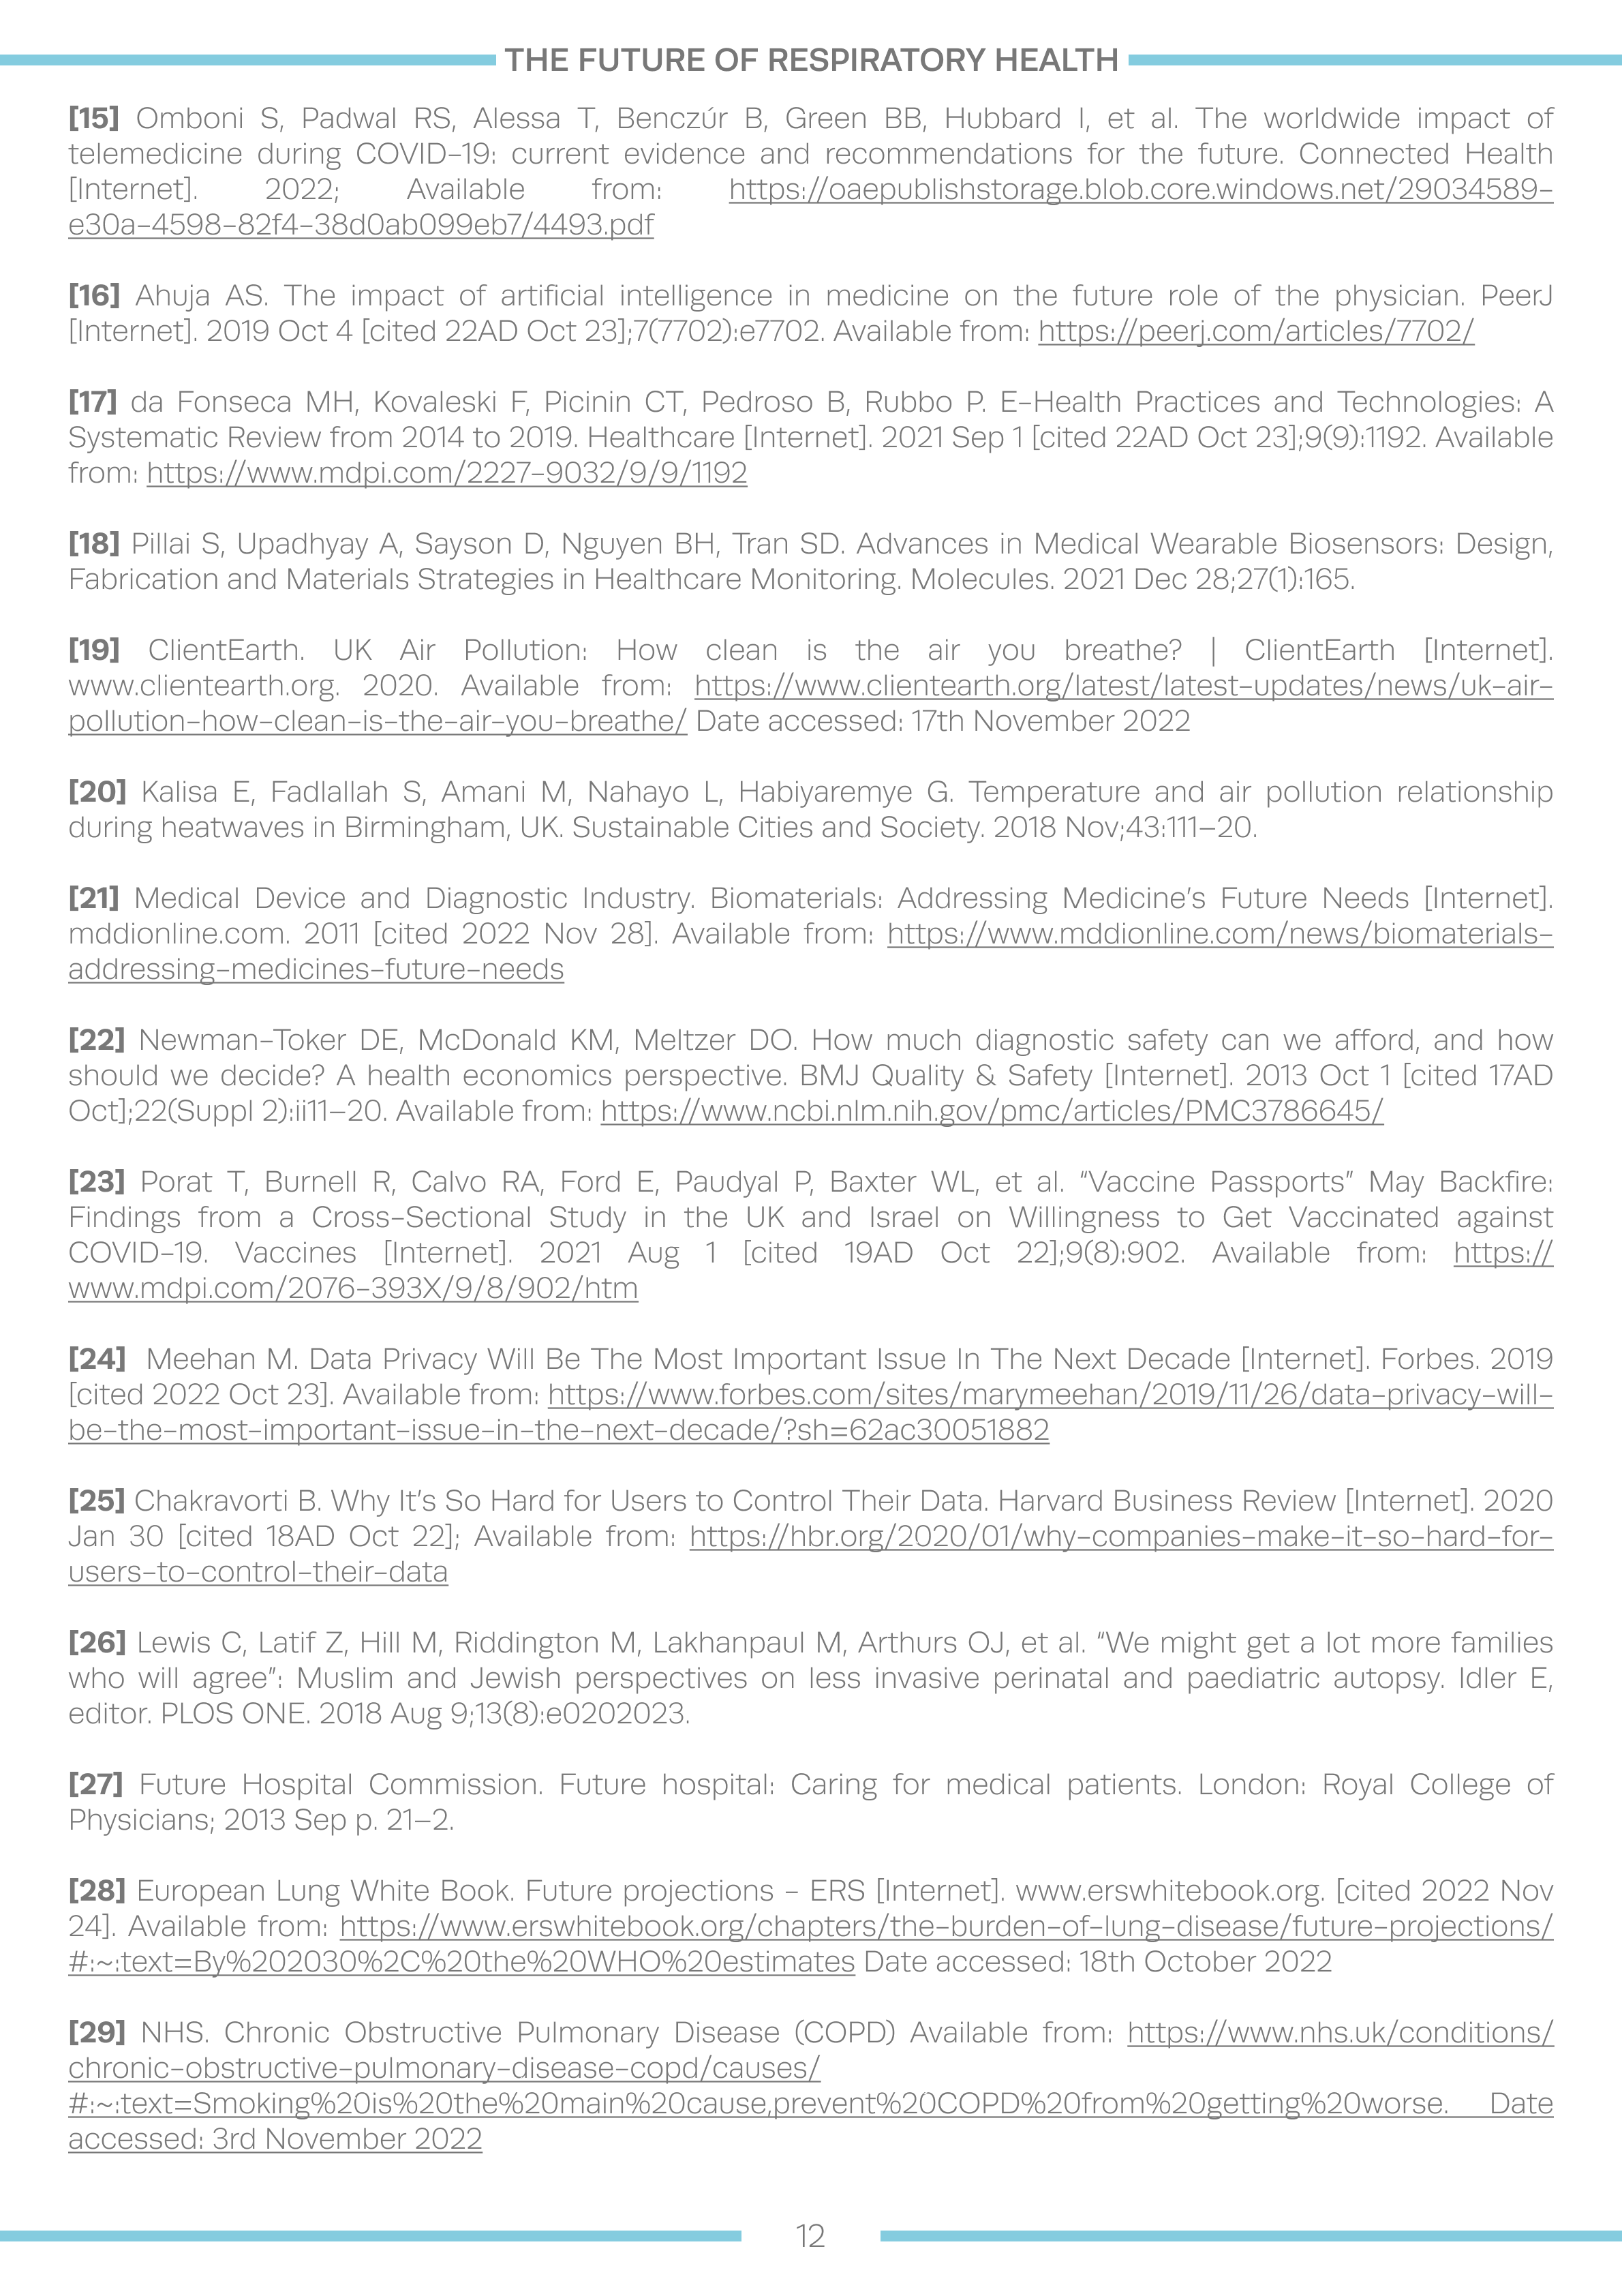 THE FUTURE OF RESPIRATORY HEALTH
[15] Omboni S, Padwal RS, Alessa T, Benczúr B, Green BB, Hubbard I, et al. The worldwide impact of
telemedicine during COVID-19: current evidence and recommendations for the future. Connected Health
[Internet]. 2022; Available from: https://oaepublishstorage.blob.core.windows.net/29034589-
e30a-4598-82f4-38d0ab099eb7/4493.pdf
[16] Ahuja AS. The impact of artificial intelligence in medicine on the future role of the physician. PeerJ
[Internet]. 2019 Oct 4 [cited 22AD Oct 23];7(7702):e7702. Available from: https://peerj.com/articles/7702/
[17] da Fonseca MH, Kovaleski F, Picinin CT, Pedroso B, Rubbo P. E-Health Practices and Technologies: A
Systematic Review from 2014 to 2019. Healthcare [Internet]. 2021 Sep 1 [cited 22AD Oct 23];9(9):1192. Available
from: https://www.mdpi.com/2227-9032/9/9/1192
[18] Pillai S, Upadhyay A, Sayson D, Nguyen BH, Tran SD. Advances in Medical Wearable Biosensors: Design,
Fabrication and Materials Strategies in Healthcare Monitoring. Molecules. 2021 Dec 28;27(1):165.
[19] ClientEarth. UK Air Pollution: How clean is the air you breathe? | ClientEarth [Internet].
www.clientearth.org. 2020. Available from: https://www.clientearth.org/latest/latest-updates/news/uk-air-
pollution-how-clean-is-the-air-you-breathe/ Date accessed: 17th November 2022
[20] Kalisa E, Fadlallah S, Amani M, Nahayo L, Habiyaremye G. Temperature and air pollution relationship
during heatwaves in Birmingham, UK. Sustainable Cities and Society. 2018 Nov;43:111–20.
[21] Medical Device and Diagnostic Industry. Biomaterials: Addressing Medicine's Future Needs [Internet].
mddionline.com. 2011 [cited 2022 Nov 28]. Available from: https://www.mddionline.com/news/biomaterials-
addressing-medicines-future-needs
[22] Newman-Toker DE, McDonald KM, Meltzer DO. How much diagnostic safety can we afford, and how
should we decide? A health economics perspective. BMJ Quality & Safety [Internet]. 2013 Oct 1 [cited 17AD
Oct];22(Suppl 2):ii11–20. Available from: https://www.ncbi.nlm.nih.gov/pmc/articles/PMC3786645/
[23] Porat T, Burnell R, Calvo RA, Ford E, Paudyal P, Baxter WL, et al. “Vaccine Passports” May Backfire:
Findings from a Cross-Sectional Study in the UK and Israel on Willingness to Get Vaccinated against
COVID-19. Vaccines [Internet]. 2021 Aug 1 [cited 19AD Oct 22];9(8):902. Available from: https://
www.mdpi.com/2076-393X/9/8/902/htm
[24] Meehan M. Data Privacy Will Be The Most Important Issue In The Next Decade [Internet]. Forbes. 2019
[cited 2022 Oct 23]. Available from: https://www.forbes.com/sites/marymeehan/2019/11/26/data-privacy-will-
be-the-most-important-issue-in-the-next-decade/?sh=62ac30051882
[25] Chakravorti B. Why It's So Hard for Users to Control Their Data. Harvard Business Review [Internet]. 2020
Jan 30 [cited 18AD Oct 22]; Available from: https://hbr.org/2020/01/why-companies-make-it-so-hard-for-
users-to-control-their-data
[26] Lewis C, Latif Z, Hill M, Riddington M, Lakhanpaul M, Arthurs OJ, et al. “We might get a lot more families
who will agree”: Muslim and Jewish perspectives on less invasive perinatal and paediatric autopsy. Idler E,
editor. PLOS ONE. 2018 Aug 9;13(8):e0202023.
[27] Future Hospital Commission. Future hospital: Caring for medical patients. London: Royal College of
Physicians; 2013 Sep p. 21–2.
[28] European Lung White Book. Future projections - ERS [Internet]. www.erswhitebook.org. [cited 2022 Nov
24]. Available from: https://www.erswhitebook.org/chapters/the-burden-of-lung-disease/future-projections/
#:~:text=By%202030%2C%20the%20WHO%20estimates Date accessed: 18th October 2022
[29] NHS. Chronic Obstructive Pulmonary Disease (COPD) Available from: https://www.nhs.uk/conditions/
chronic-obstructive-pulmonary-disease-copd/causes/
#:~:text=Smoking%20is%20the%20main%20cause,prevent%20COPD%20from%20getting%20worse. Date
accessed: 3rd November 2022
12